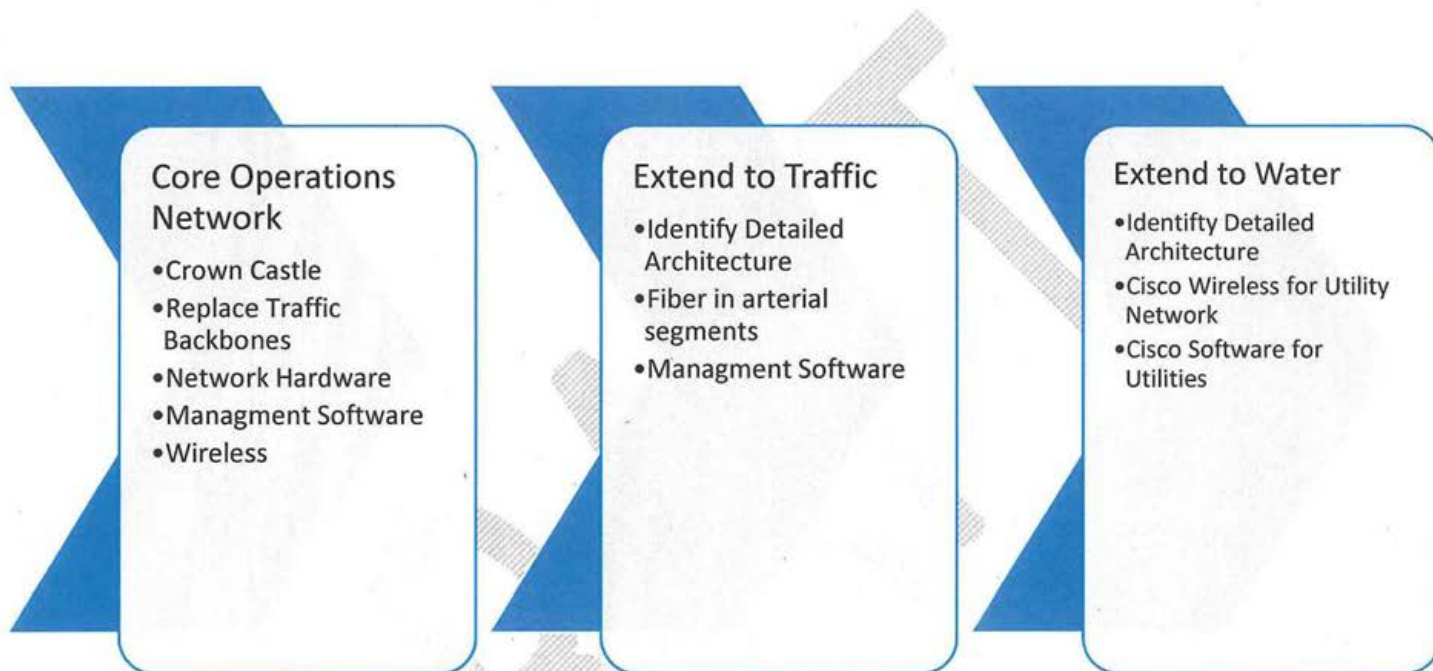 Core Operations
Network
•Crown Castle
•Replace Traffic
Backbones
•Network Hardware
•Managment Software
•Wireless
Extend to Traffic
•Identify Detailed
Architecture
•Fiber in arterial
segments
•Managment Software
Extend to Water
•Identifty Detailed
Architecture
•Cisco Wireless for Utility
Network
•Cisco Software for
Utilities